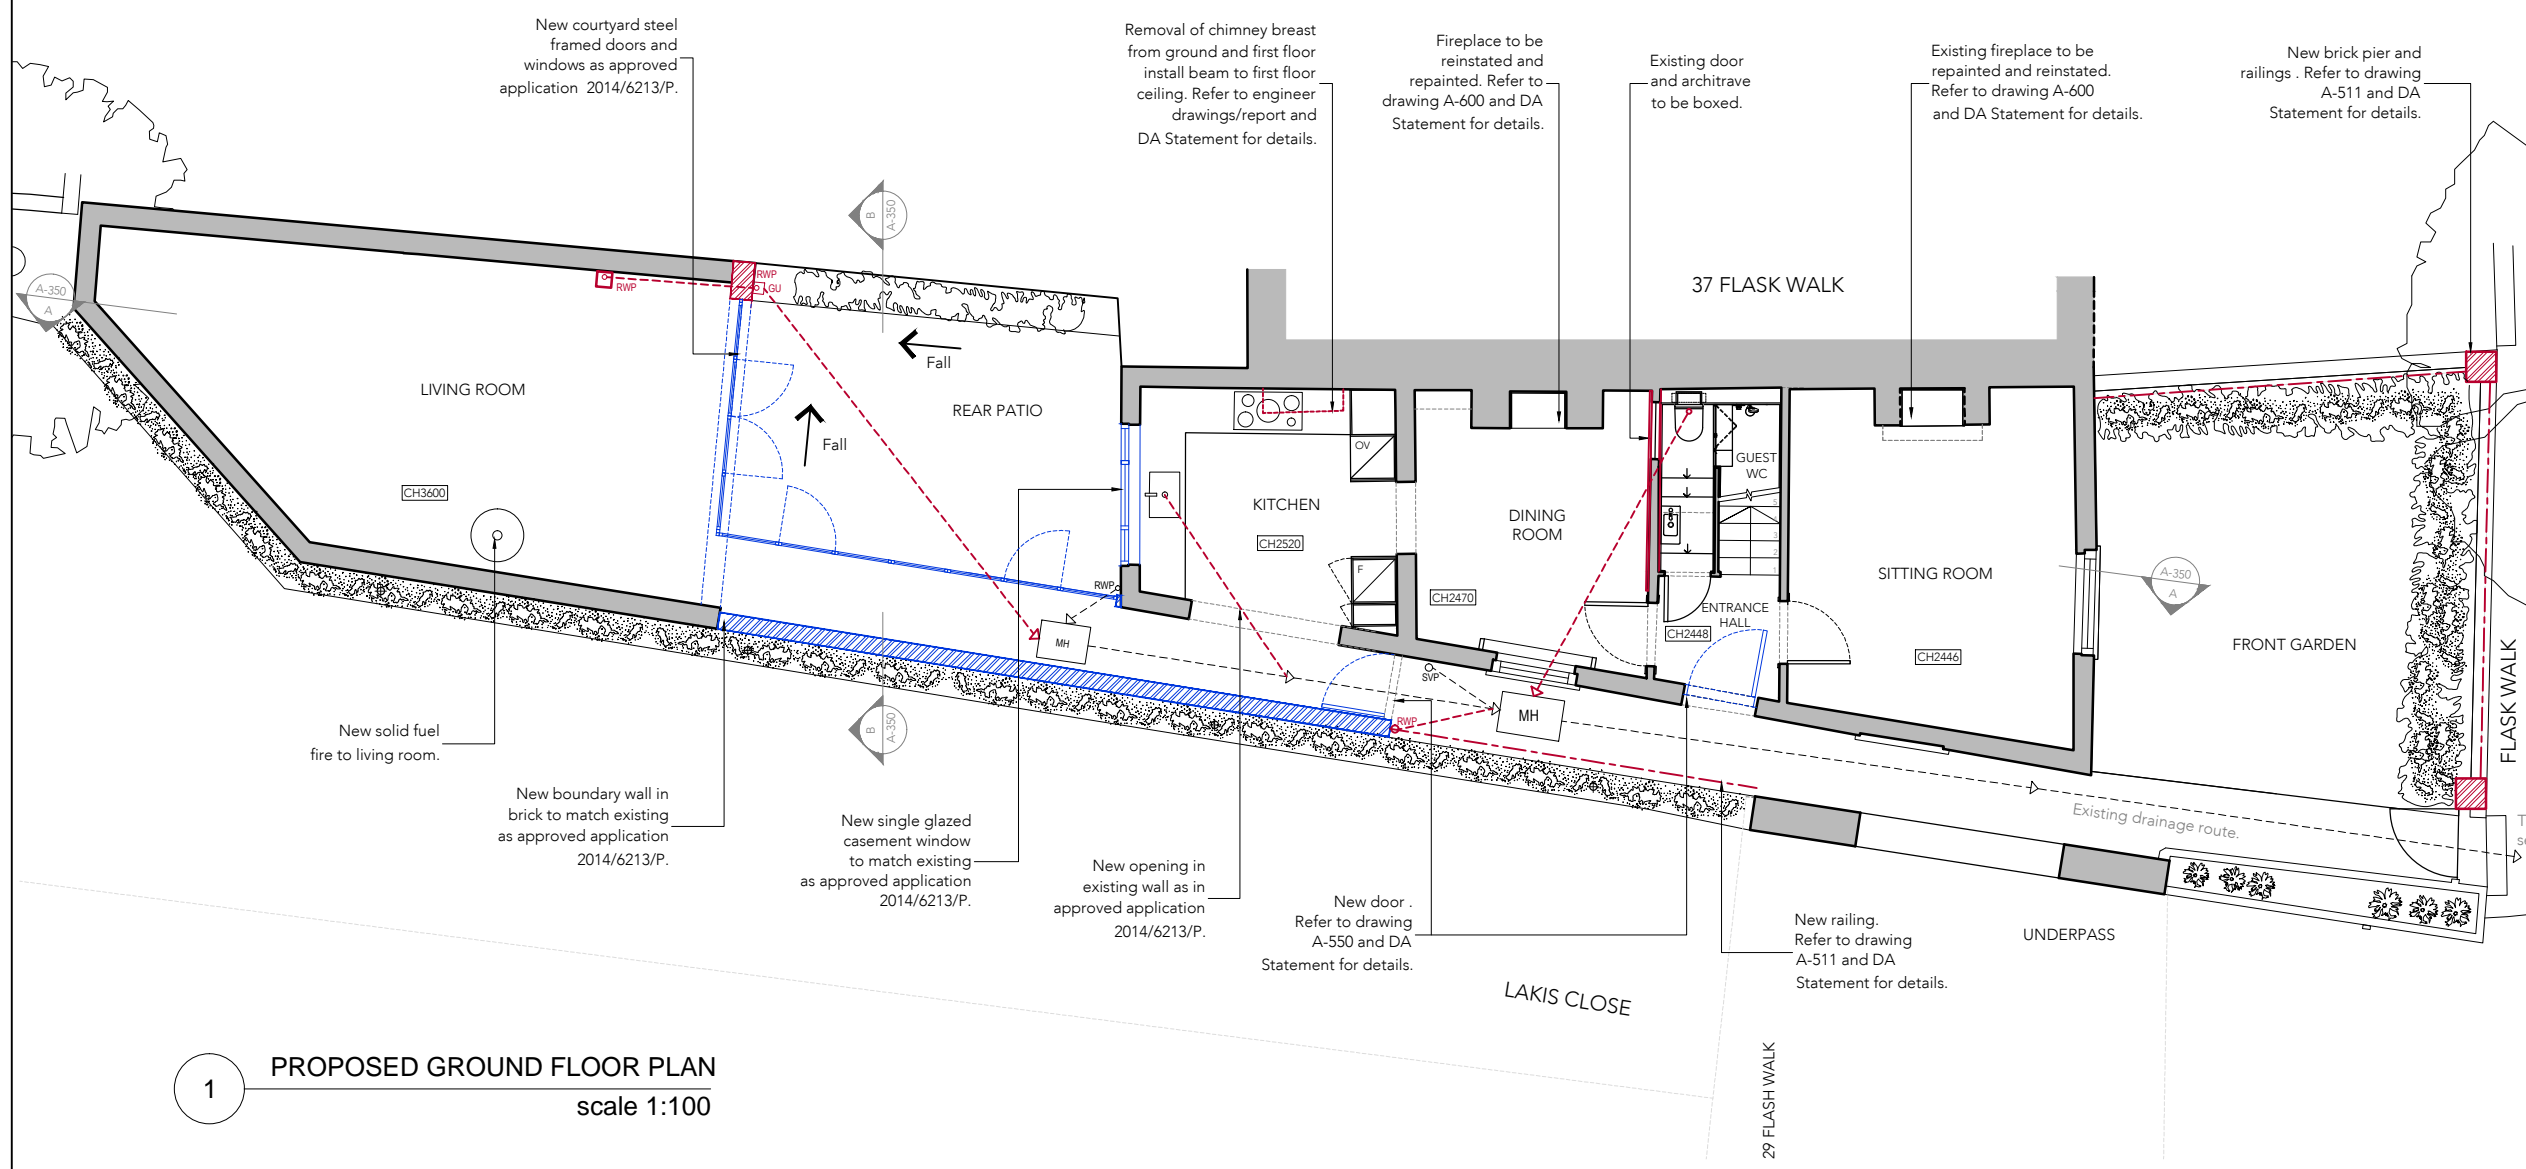 New courtyard steel
framed doors and
windows as approved
application 2014/6213/P.
Removal of chimney breast
from ground and first floor
install beam to first floor
ceiling. Refer to engineer
drawings/report and
DA Statement for details.
Fireplace to be
reinstated and
repainted. Refer to
drawing A-600 and DA
Statement for details.
Existing door
and architrave
to be boxed.
Existing fireplace to be
repainted and reinstated.
Refer to drawing A-600
and DA Statement for details.
New brick pier and
railings . Refer to drawing
A-511 and DA
Statement for details.
B
A-350
37 FLASK WALK
A-350
A
RWP
RWP
GU
Fall
Fall
LIVING ROOM
REAR PATIO
CH3600
OV
KITCHEN
CH2520
F
DINING
ROOM
CH2470
GUEST
WC
5
4
3
2
1
ENTRANCE
HALL
CH2448
SITTING ROOM
CH2446
A-350
A
FRONT GARDEN
FLASK WALK
RWP
MH
SVP
RWP
MH
B
A-350
Existing drainage route.
T
se
New solid fuel
fire to living room.
New boundary wall in
brick to match existing
as approved application
2014/6213/P.
New single glazed
casement window
to match existing
as approved application
2014/6213/P.
New opening in
existing wall as in
approved application
2014/6213/P.
New door .
Refer to drawing
A-550 and DA
Statement for details.
New railing.
Refer to drawing
A-511 and DA
Statement for details.
UNDERPASS
LAKIS CLOSE
29 FLASH WALK
1
PROPOSED GROUND FLOOR PLAN
scale 1:100